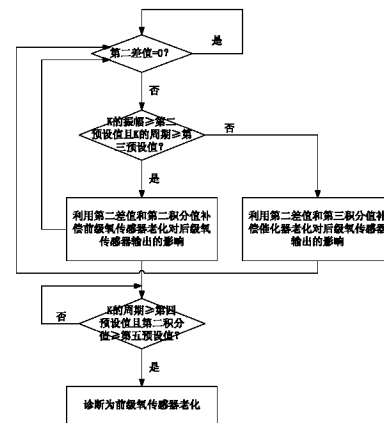 第二差值=0?
是
否
K的振幅≥第二
预设值且K的周期≥第
三预设值?
否
是
利用第二差值和第二积分值补
偿前级氧传感器老化对后级氧
传感器输出的影响
利用第二差值和第三积分值补
偿催化器老化对后级氧传感器
输出的影响
K的周期≥第四
预设值且第二积分
值≥第五预设值?
否
是
诊断为前级氧传感器老化